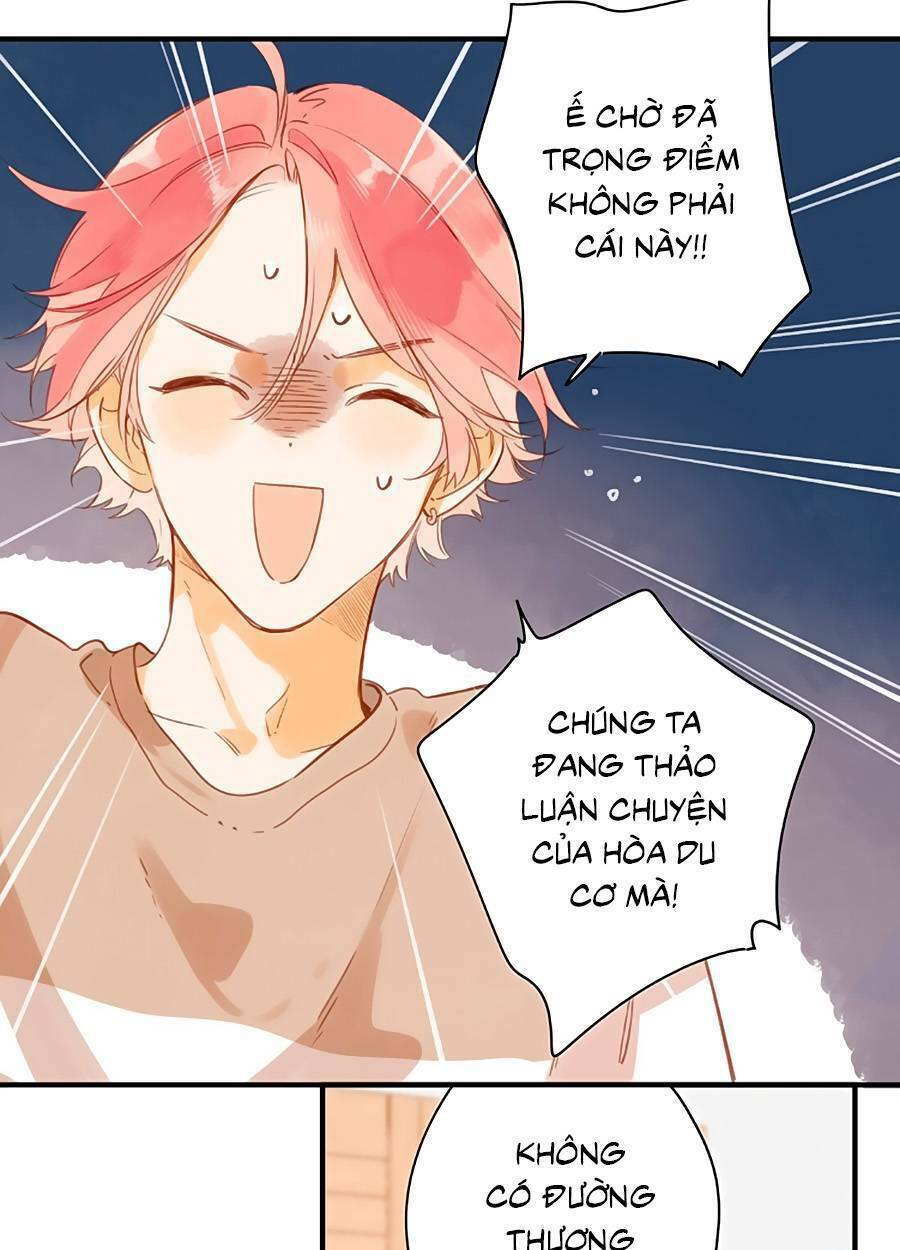 Ế CHỜ ĐÃ
TRỌNG ĐIỂM
KHÔNG PHẢI
CÁI NÀY!!
CHÚNG TA
ĐANG THẢO
LUẬN CHUYỆN
CỦA HÒA DU
CƠ MÀ!
KHÔNG
CÓ ĐƯỜNG
THƯƠNG